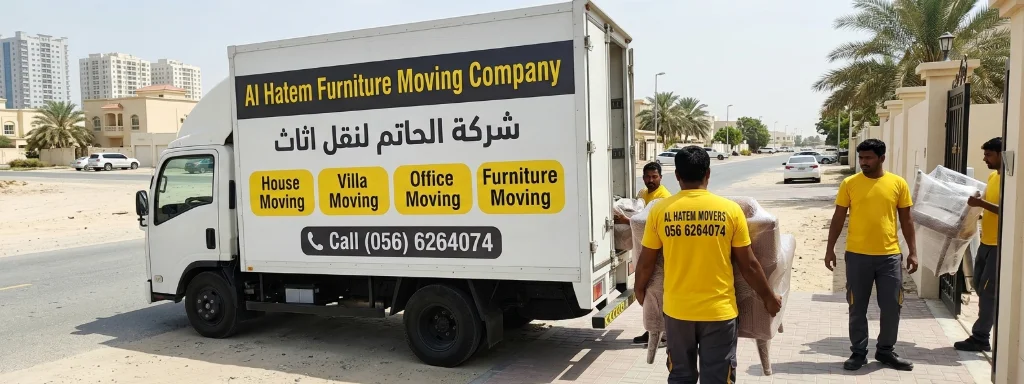 Al Hatem Furniture Moving Company
شركة الحاتم لنقل اثاث
House Moving
Villa Moving
Office Moving
Furniture Moving
Call (056) 6264074
AL HATEM MOVERS
056 6264074